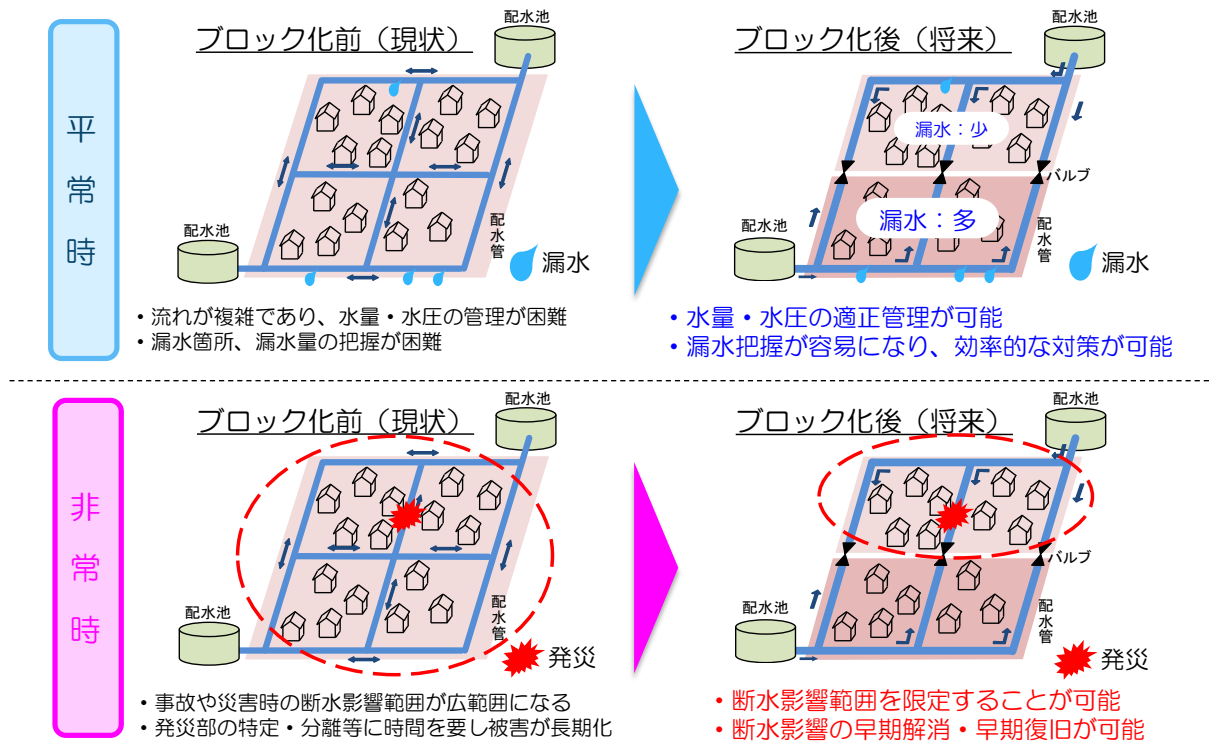 平常時
ブロック化前（現状）
配水池
配水池
配水管
漏水
・流れが複雑であり、水量・水圧の管理が困難
・漏水箇所、漏水量の把握が困難
ブロック化後（将来）
配水池
漏水：少
バルブ
漏水：多
配水池
配水管
漏水
・水量・水圧の適正管理が可能
・漏水把握が容易になり、効率的な対策が可能
非常時
ブロック化前（現状）
配水池
配水池
配水管
発災
・事故や災害時の断水影響範囲が広範囲になる
・発災部の特定・分離等に時間を要し被害が長期化
ブロック化後（将来）
配水池
バルブ
配水池
配水管
発災
・断水影響範囲を限定することが可能
・断水影響の早期解消・早期復旧が可能